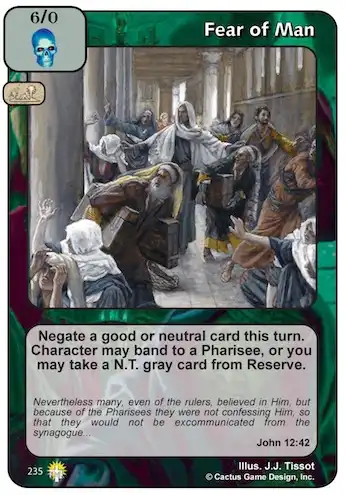 6/0
Fear of Man
Negate a good or neutral card this turn.
Character may band to a Pharisee, or you
may take a N.T. gray card from Reserve.
Nevertheless many, even of the rulers, believed in Him, but
because of the Pharisees they were not confessing Him, so
that they would not be excommunicated from the
synagogue...
John 12:42
235
Illus. J.J. Tissot
© Cactus Game Design, Inc.